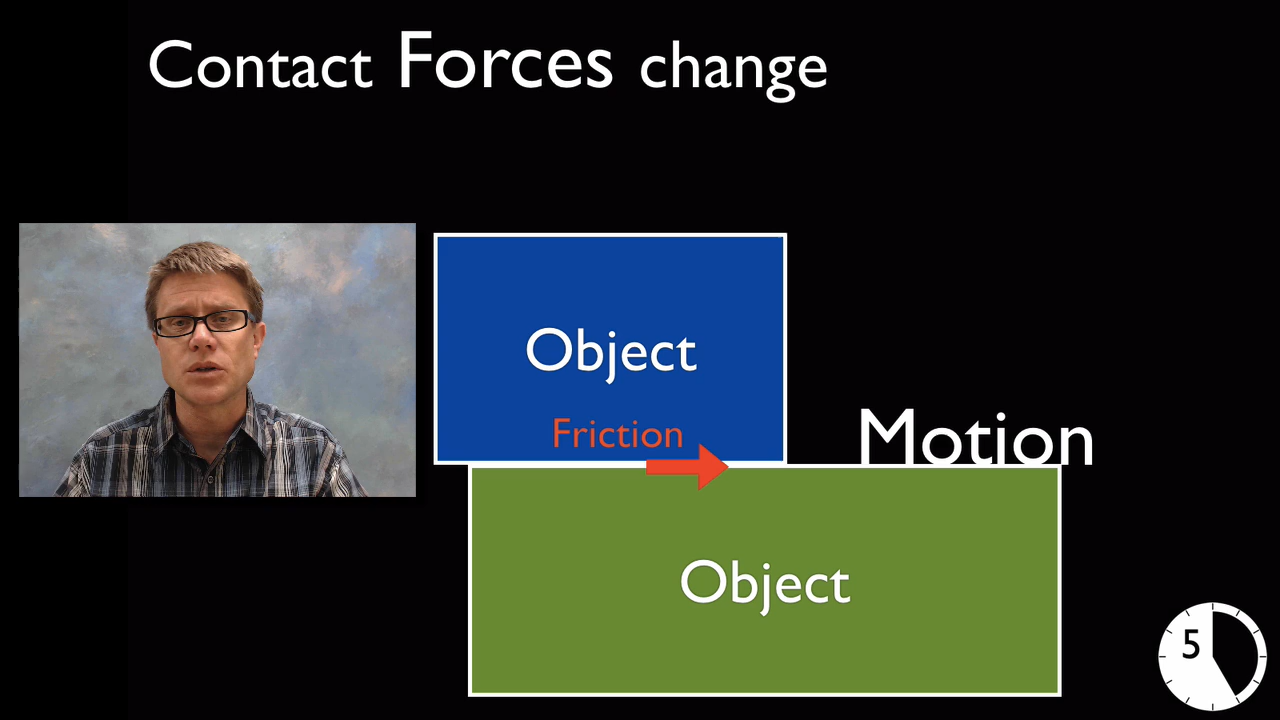 Contact Forces change
Object
Friction
Motion
Object
5